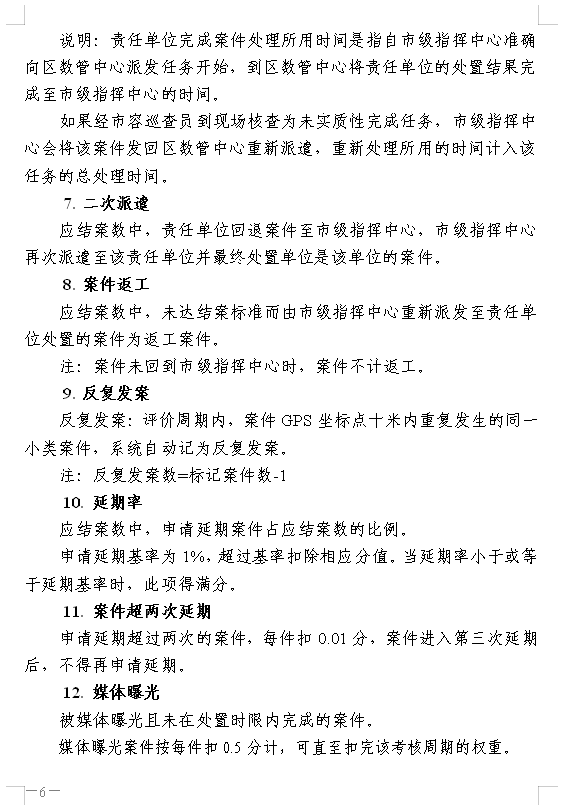 说明：责任单位完成案件处理所用时间是指自市级指挥中心准确
向区数管中心派发任务开始，到区数管中心将责任单位的处置结果完
成至市级指挥中心的时间。
如果经市容巡查员到现场核查为未实质性完成任务，市级指挥中
心会将该案件发回区数管中心重新派遣，重新处理所用的时间计入该
任务的总处理时间。
7. 二次派遣
应结案数中，责任单位回退案件至市级指挥中心，市级指挥中心
再次派遣至该责任单位并最终处置单位是该单位的案件。
8. 案件返工
应结案数中，未达结案标准而由市级指挥中心重新派发至责任单
位处置的案件为返工案件。
注：案件未回到市级指挥中心时，案件不计返工。
9. 反复发案
反复发案：评价周期内，案件 GPS 坐标点十米内重复发生的同一
小类案件，系统自动记为反复发案。
注：反复发案数=标记案件数-1
10. 延期率
应结案数中，申请延期案件占应结案数的比例。
申请延期基率为 1%，超过基率扣除相应分值。当延期率小于或等
于延期基率时，此项得满分。
11. 案件超两次延期
申请延期超过两次的案件，每件扣 0.01 分，案件进入第三次延期
后，不得再申请延期。
12. 媒体曝光
被媒体曝光且未在处置时限内完成的案件。
媒体曝光案件按每件扣 0.5 分计，可直至扣完该考核周期的权重。
—6—